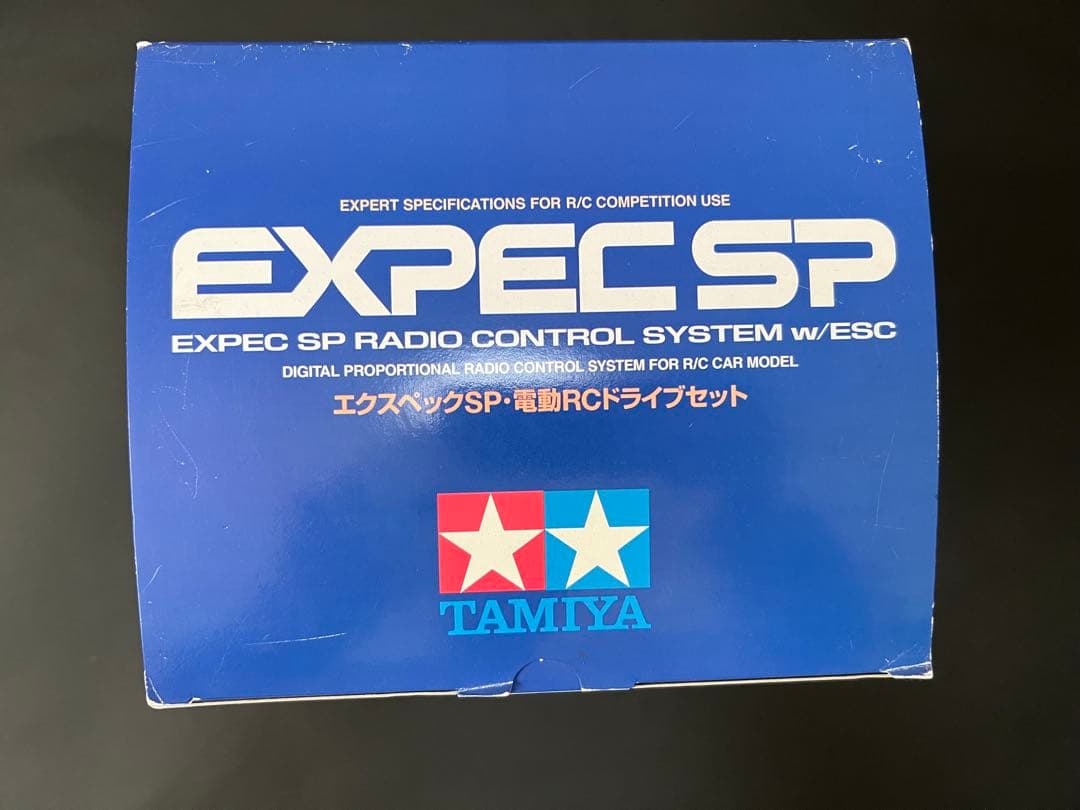 EXPERT SPECIFICATIONS FOR R/C COMPETITION USE
EXPEC SP
EXPEC SP RADIO CONTROL SYSTEM w/ESC
DIGITAL PROPORTIONAL RADIO CONTROL SYSTEM FOR R/C CAR MODEL
エクスペックSP・電動RCドライブセット
TAMIYA